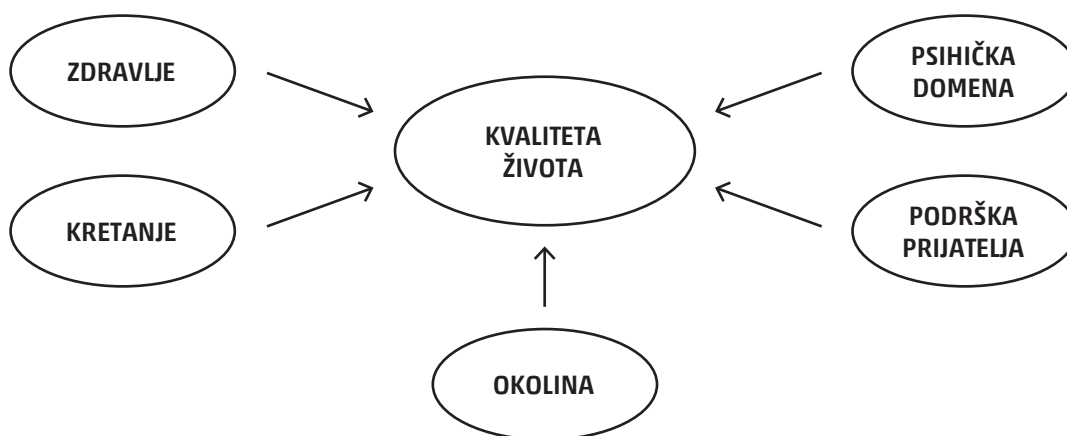 ZDRAVLJE
KRETANJE
KVALITETA
ŽIVOTA
PSIHIČKA
DOMENA
PODRŠKA
PRIJATELJA
OKOLINA